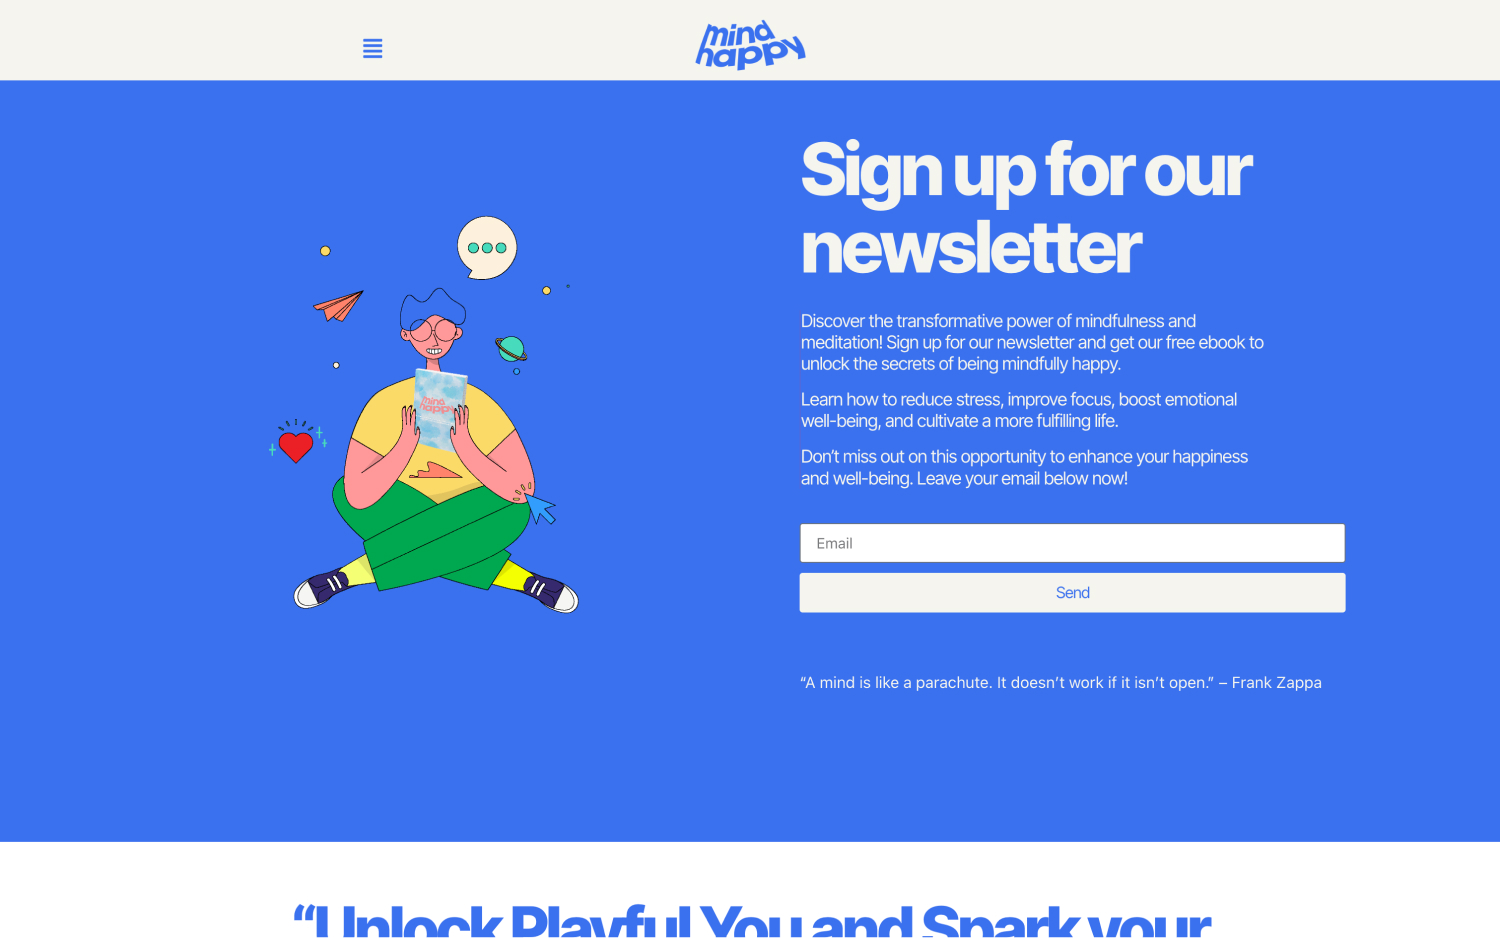 mind
happy
Sign up for our
newsletter
Discover the transformative power of mindfulness and
meditation! Sign up for our newsletter and get our free ebook to
unlock the secrets of being mindfully happy.
Learn how to reduce stress, improve focus, boost emotional
well-being, and cultivate a more fulfilling life.
Don’t miss out on this opportunity to enhance your happiness
and well-being. Leave your email below now!
mind
happy
Email
Send
“A mind is like a parachute. It doesn’t work if it isn’t open.” – Frank Zappa
“Unlock Playful You and Spark your